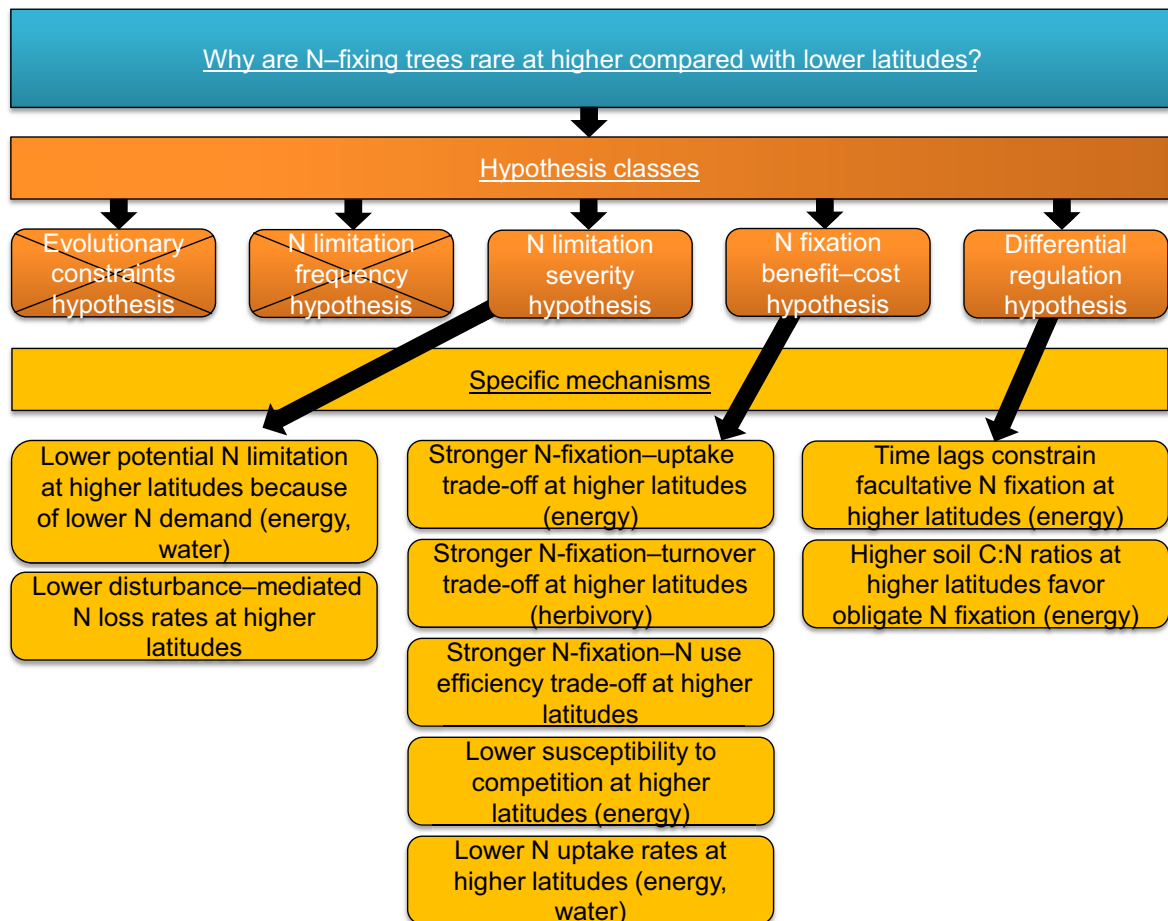 Why are N–fixing trees rare at higher compared with lower latitudes?
Hypothesis classes
Evolutionary
constraints
hypothesis
N limitation
frequency
hypothesis
N limitation
severity
hypothesis
N fixation
benefit–cost
hypothesis
Differential
regulation
hypothesis
Specific mechanisms
Lower potential N limitation
at higher latitudes because
of lower N demand (energy,
water)
Lower disturbance–mediated
N loss rates at higher
latitudes
Stronger N-fixation–uptake
trade-off at higher latitudes
(energy)
Stronger N-fixation–turnover
trade-off at higher latitudes
(herbivory)
Stronger N-fixation–N use
efficiency trade-off at higher
latitudes
Lower susceptibility to
competition at higher
latitudes (energy)
Lower N uptake rates at
higher latitudes (energy,
water)
Time lags constrain
facultative N fixation at
higher latitudes (energy)
Higher soil C:N ratios at
higher latitudes favor
obligate N fixation (energy)